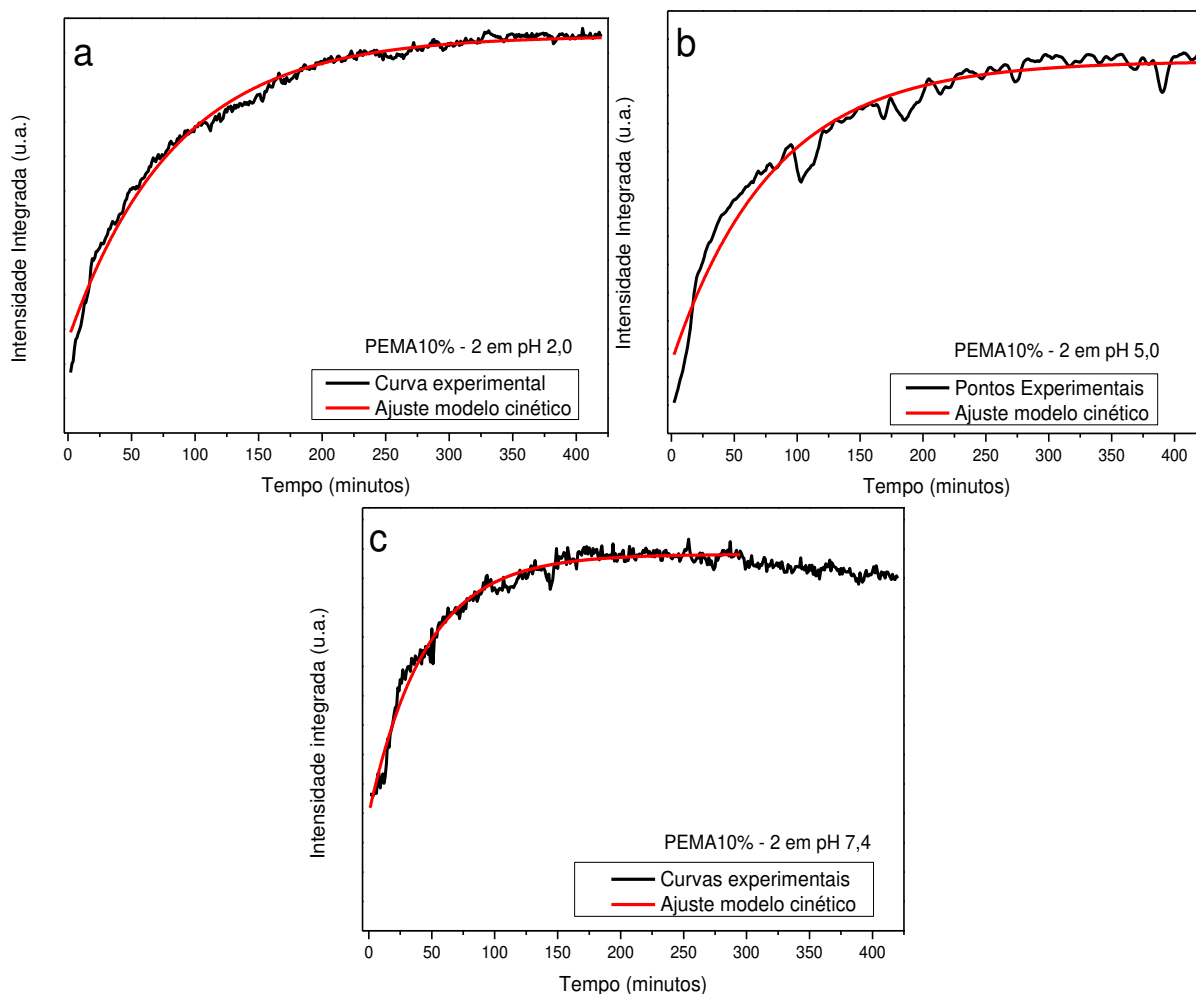 a
Intensidade Integrada (u.a.)
PEMA10% - 2 em pH 2,0
Curva experimental
Ajuste modelo cinético
0 50 100 150 200 250 300 350 400
Tempo (minutos)
b
Intensidade Integrada (u.a.)
PEMA10% - 2 em pH 5,0
Pontos Experimentais
Ajuste modelo cinético
0 50 100 150 200 250 300 350 400
Tempo (minutos)
c
Intensidade integrada (u.a.)
PEMA10% - 2 em pH 7,4
Curvas experimentais
Ajuste modelo cinético
0 50 100 150 200 250 300 350 400
Tempo (minutos)